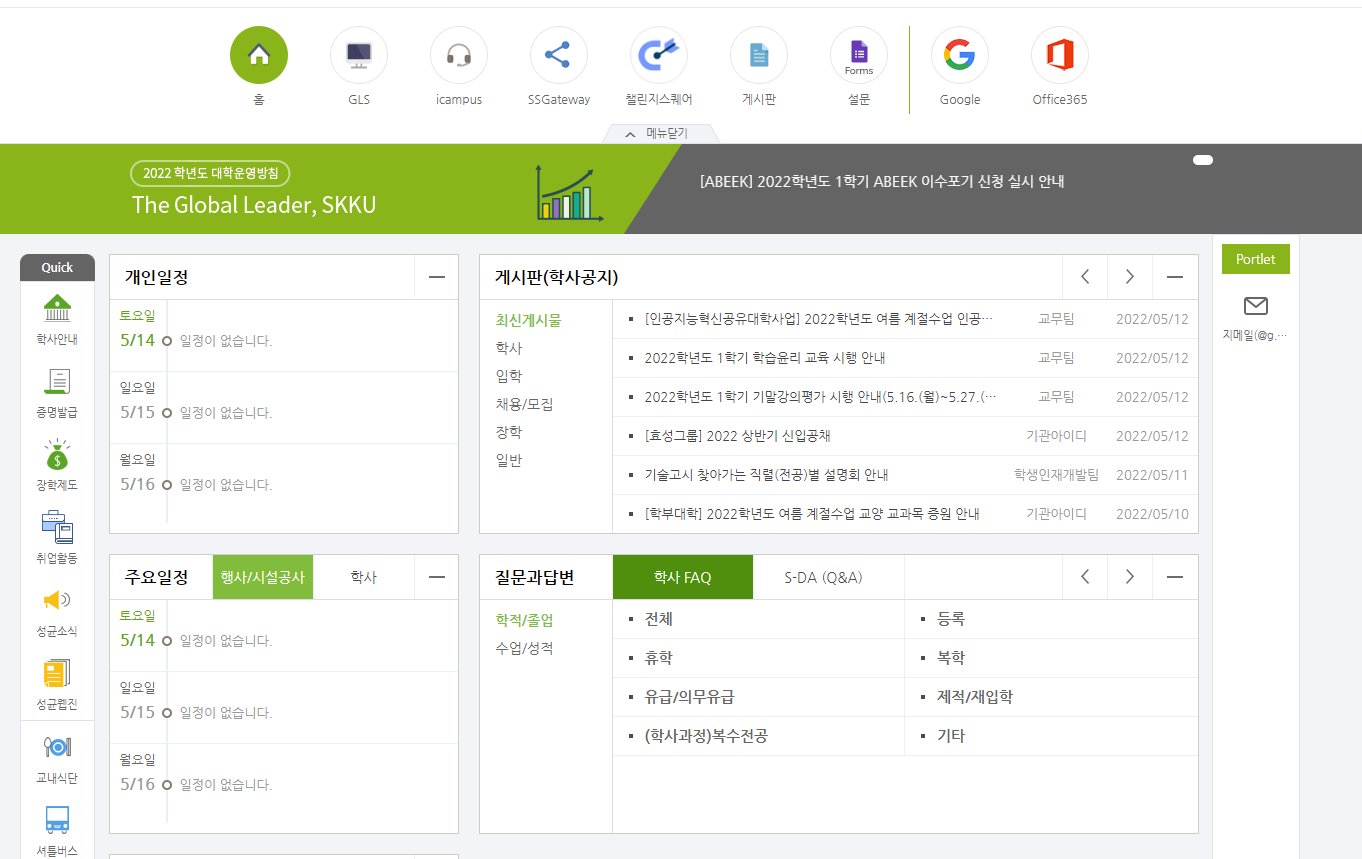 홈
GLS
icampus
SSGateway
챌린지스퀘어
게시판
Forms
설문
Google
Office365
메뉴닫기
2022 학년도 대학운영방침
The Global Leader, SKKU
[ABEEK] 2022학년도 1학기 ABEEK 이수포기 신청 실시 안내
Quick
학사안내
증명발급
$
장학제도
취업활동
성균소식
성균웹진
교내식단
셔틀버스
개인일정
토요일
5/14 일정이 없습니다.
일요일
5/15 일정이 없습니다.
월요일
5/16 일정이 없습니다.
게시판(학사공지)
최신게시물
학사
입학
채용/모집
장학
일반
[인공지능혁신공유대학사업] 2022학년도 여름 계절수업 인공… 교무팀 2022/05/12
2022학년도 1학기 학습윤리 교육 시행 안내 교무팀 2022/05/12
2022학년도 1학기 기말강의평가 시행 안내(5.16.(월)~5.27.(… 교무팀 2022/05/12
[효성그룹] 2022 상반기 신입공채 기관아이디 2022/05/12
기술고시 찾아가는 직렬(전공)별 설명회 안내 학생인재개발팀 2022/05/11
[학부대학] 2022학년도 여름 계절수업 교양 교과목 증원 안내 기관아이디 2022/05/10
주요일정 행사/시설공사 학사
토요일
5/14 일정이 없습니다.
일요일
5/15 일정이 없습니다.
월요일
5/16 일정이 없습니다.
질문과답변 학사 FAQ S-DA (Q&A)
학적/졸업
수업/성적
전체 등록
휴학 복학
유급/의무유급 제적/재입학
(학사과정)복수전공 기타
Portlet
지메일(@g.…